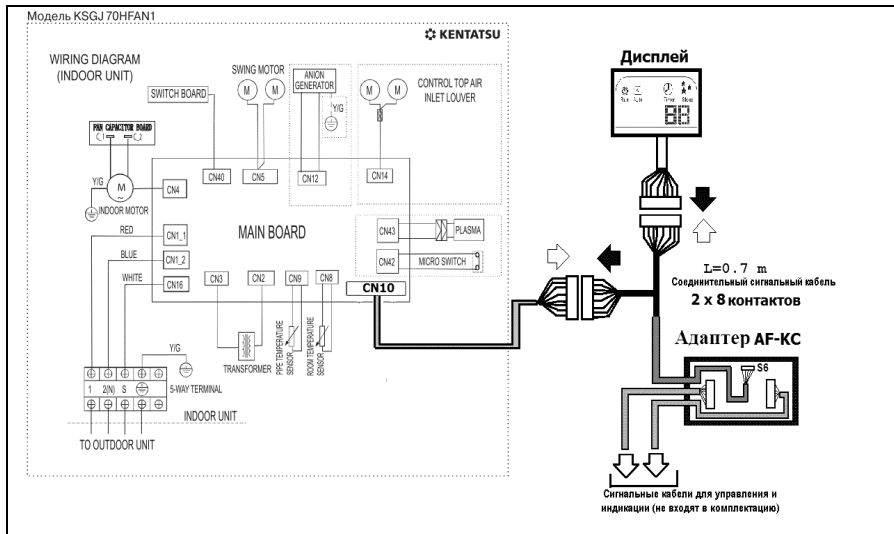 Модель KSGJ 70HFAN1
KENTATSU
WIRING DIAGRAM
(INDOOR UNIT)
SWING MOTOR
M M
SWITCH BOARD
ANION
GENERATOR
Y/G
M M
CONTROL TOP AIR
INLET LOUVER
FAN CAPACITOR BOARD
C1 C2
Y/G
M
~
INDOOR MOTOR
CN4
CN40
CN5
CN12
CN14
RED
CN1_1
MAIN BOARD
CN43
PLASMA
BLUE
CN1_2
CN42
MICRO SWITCH
WHITE
CN16
CN3
CN2
CN9
CN8
CN10
TRANSFORMER
PIPE TEMPERATURE
SENSOR
ROOM TEMPERATURE
SENSOR
Y/G
1 2(N) S
5-WAY TERMINAL
INDOOR UNIT
TO OUTDOOR UNIT
Дисплей
Timer
88
L=0.7 m
Соединительный сигнальный кабель
2 x 8 контактов
Адаптер AF-KC
S6
Сигнальные кабели для управления и
индикации (не входят в комплектацию)